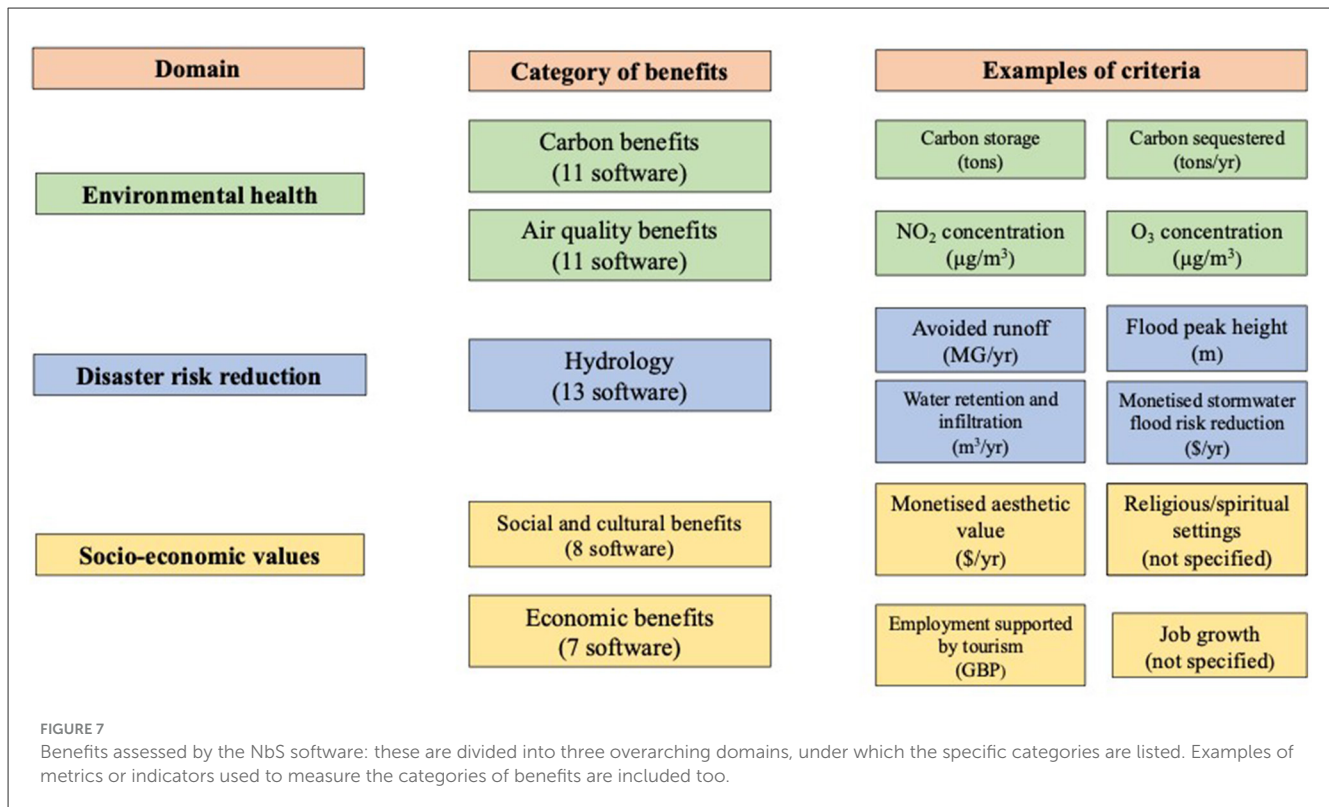 Domain
Category of benefits
Examples of criteria
Environmental health
Carbon benefits
(11 software)
Carbon storage
(tons)
Carbon sequestered
(tons/yr)
Air quality benefits
(11 software)
NO₂ concentration
(µg/m³)
O₃ concentration
(µg/m³)
Disaster risk reduction
Hydrology
(13 software)
Avoided runoff
(MG/yr)
Flood peak height
(m)
Water retention and
infiltration
(m³/yr)
Monetised stormwater
flood risk reduction
($/yr)
Socio-economic values
Social and cultural benefits
(8 software)
Monetised aesthetic
value
($/yr)
Religious/spiritual
settings
(not specified)
Economic benefits
(7 software)
Employment supported
by tourism
(GBP)
Job growth
(not specified)
FIGURE 7
Benefits assessed by the NbS software: these are divided into three overarching domains, under which the specific categories are listed. Examples of
metrics or indicators used to measure the categories of benefits are included too.